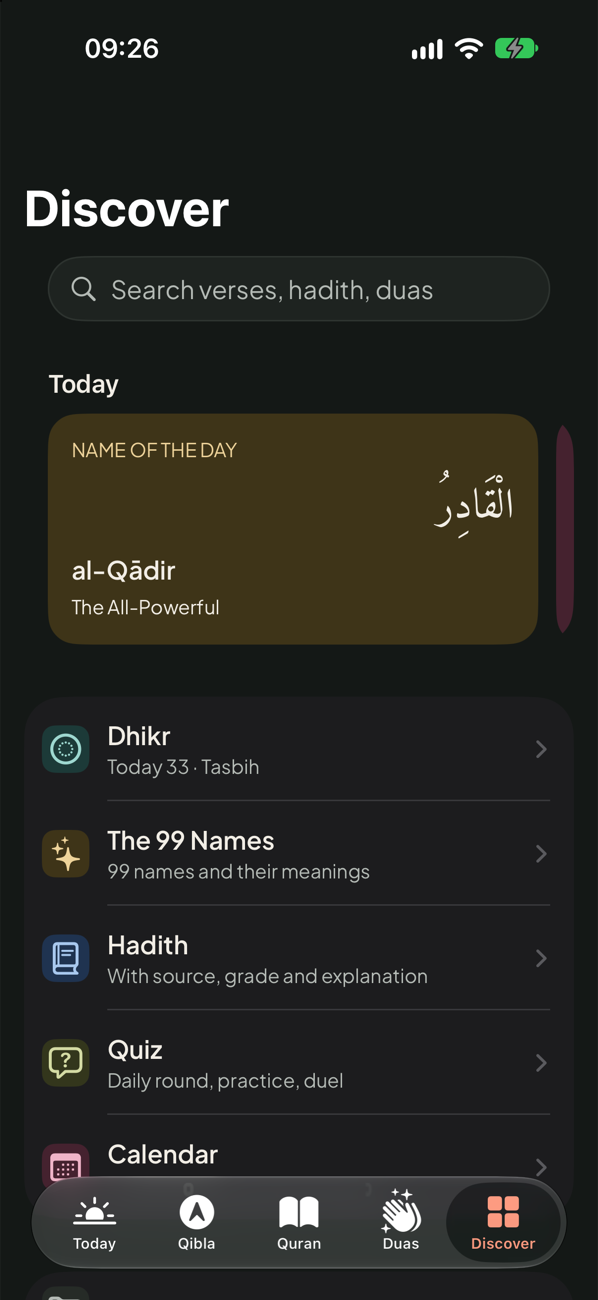 09:26
Discover
Search verses, hadith, duas
Today
NAME OF THE DAY
الْقَادِرُ
al-Qādir
The All-Powerful
Dhikr
Today 33 · Tasbih
The 99 Names
99 names and their meanings
Hadith
With source, grade and explanation
Quiz
Daily round, practice, duel
Calendar
Today
Qibla
Quran
Duas
Discover